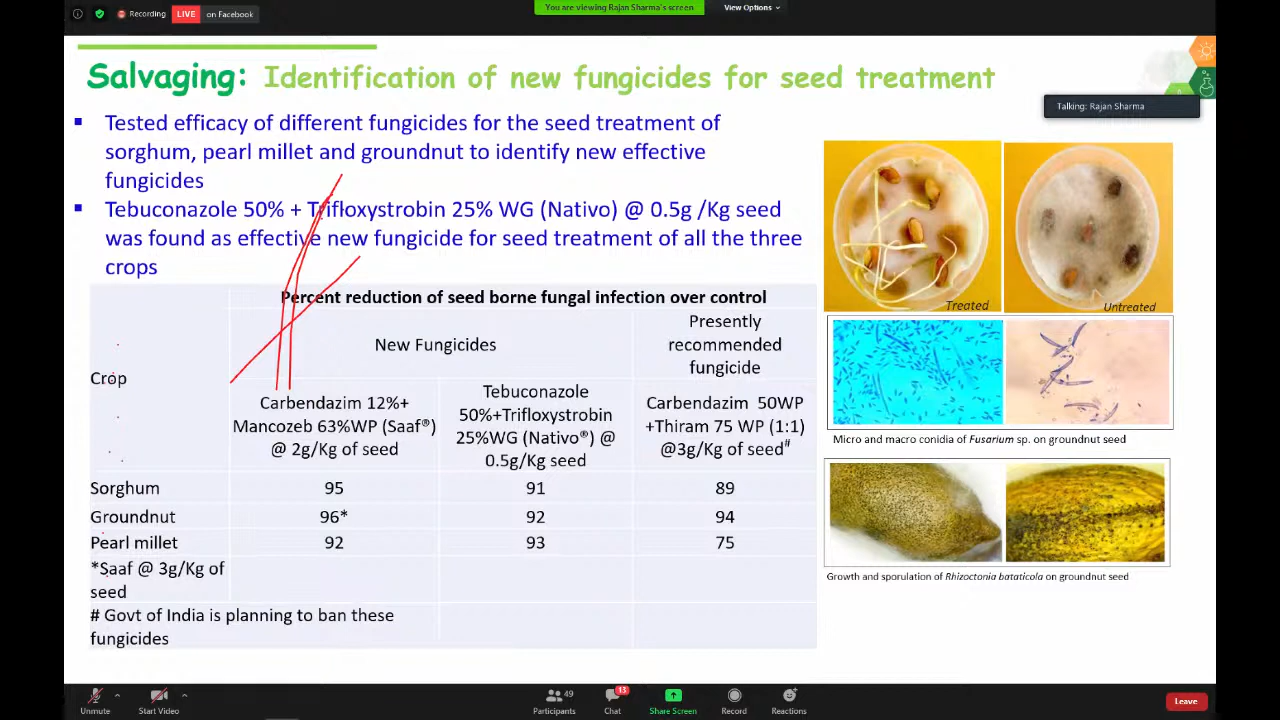 Recording
LIVE
on Facebook
You are viewing Rajan Sharma's screen
View Options
Salvaging: Identification of new fungicides for seed treatment
Talking: Rajan Sharma
▪ Tested efficacy of different fungicides for the seed treatment of
sorghum, pearl millet and groundnut to identify new effective
fungicides
▪ Tebuconazole 50% + Trifloxystrobin 25% WG (Nativo) @ 0.5g /Kg seed
was found as effective new fungicide for seed treatment of all the three
crops
Percent reduction of seed borne fungal infection over control
Crop
New Fungicides
Presently
recommended
fungicide
Carbendazim 12%+
Mancozeb 63%WP (Saaf®)
@ 2g/Kg of seed
Tebuconazole
50%+Trifloxystrobin
25%WG (Nativo®) @
0.5g/Kg seed
Carbendazim 50WP
+Thiram 75 WP (1:1)
@3g/Kg of seed#
Sorghum 95 91 89
Groundnut 96* 92 94
Pearl millet 92 93 75
*Saaf @ 3g/Kg of
seed
# Govt of India is planning to ban these
fungicides
Treated
Untreated
Micro and macro conidia of Fusarium sp. on groundnut seed
Growth and sporulation of Rhizoctonia bataticola on groundnut seed
Unmute
Start Video
49
Participants
13
Chat
Share Screen
Record
Reactions
Leave